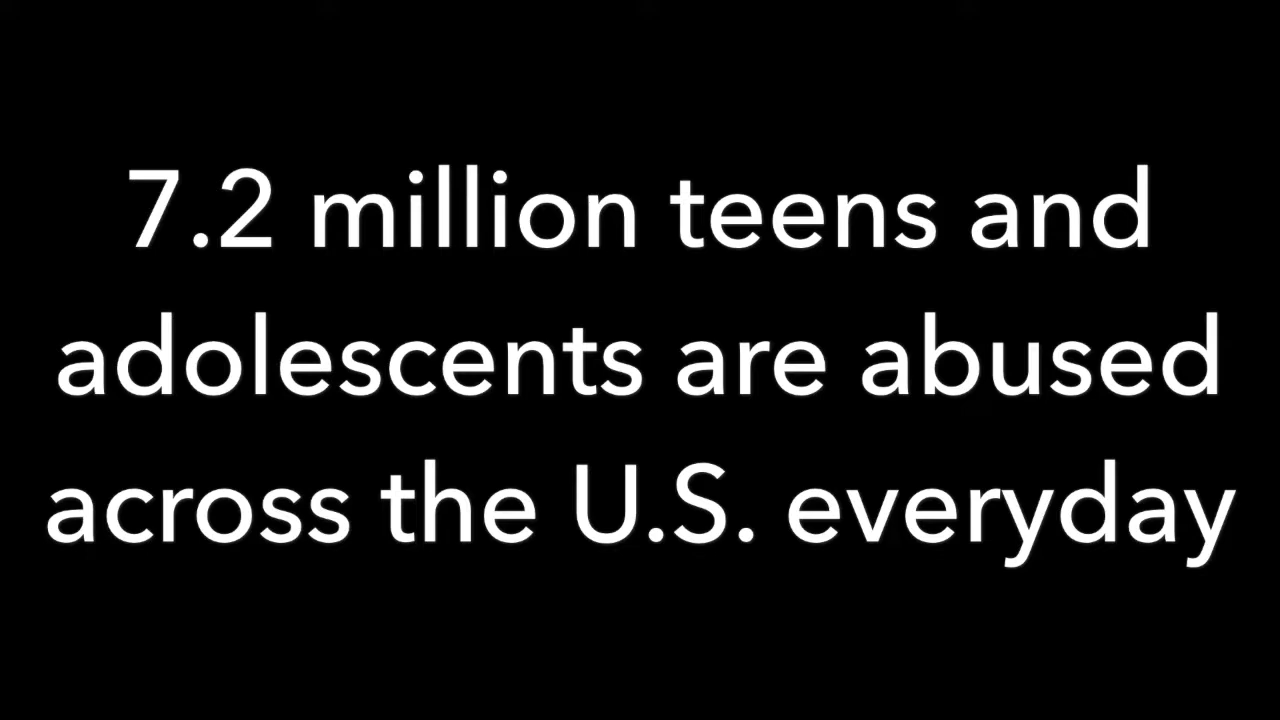 7.2 million teens and
adolescents are abused
across the U.S. everyday